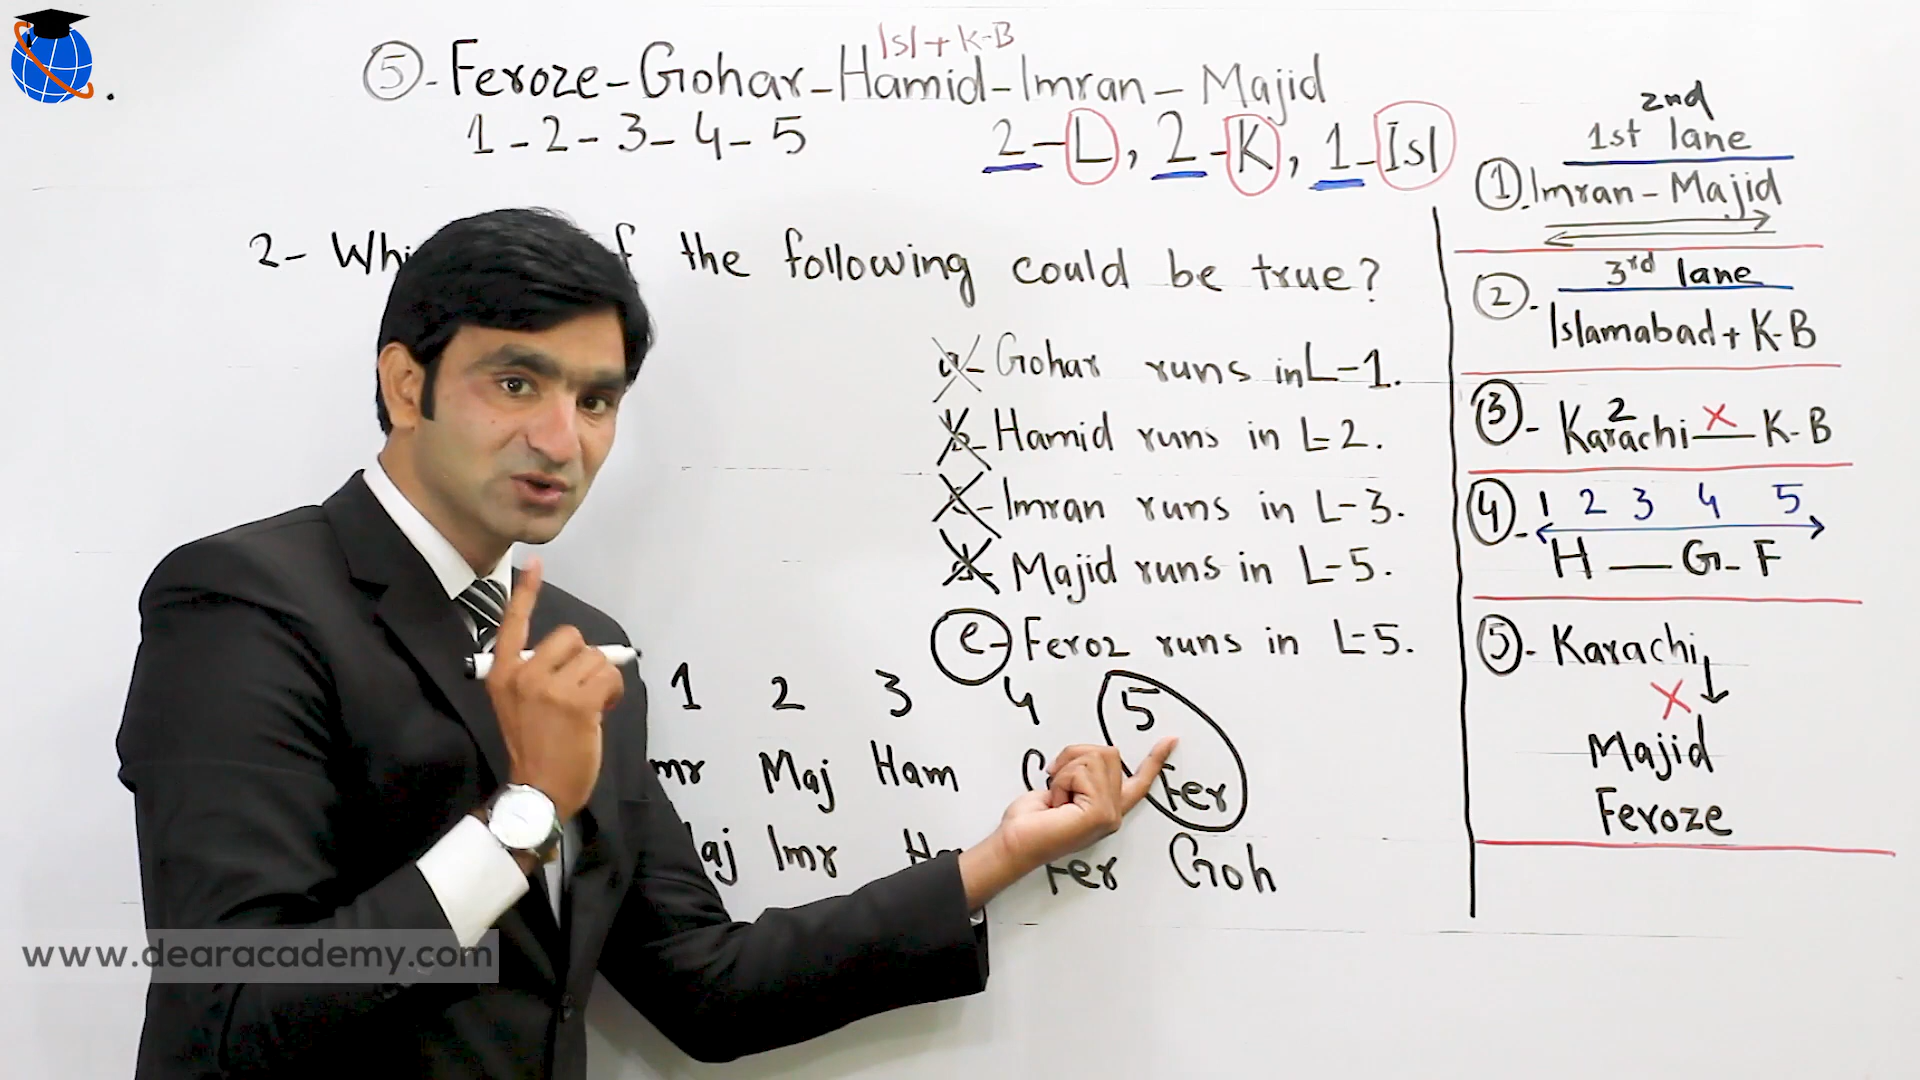 Isl + K-B
5 - Feroze - Gohar - Hamid - Imran - Majid
1 - 2 - 3 - 4 - 5
2 - L, 2 - K, 1 - Isl
2 - Whi f the following could be true?
a - Gohar runs in L-1.
b - Hamid runs in L-2.
c - Imran runs in L-3.
d - Majid runs in L-5.
e - Feroz runs in L-5.
1 2 3 4 5
mr Maj Ham G Fer
aj Imr Ha Fer Goh
2nd
1st lane
1. Imran - Majid
3rd lane
2 - Islamabad + K-B
2
3 - Karachi X K-B
4 - 1 2 3 4 5
H — G - F
5 - Karachi
X
Majid
Feroze
www.dearacademy.com